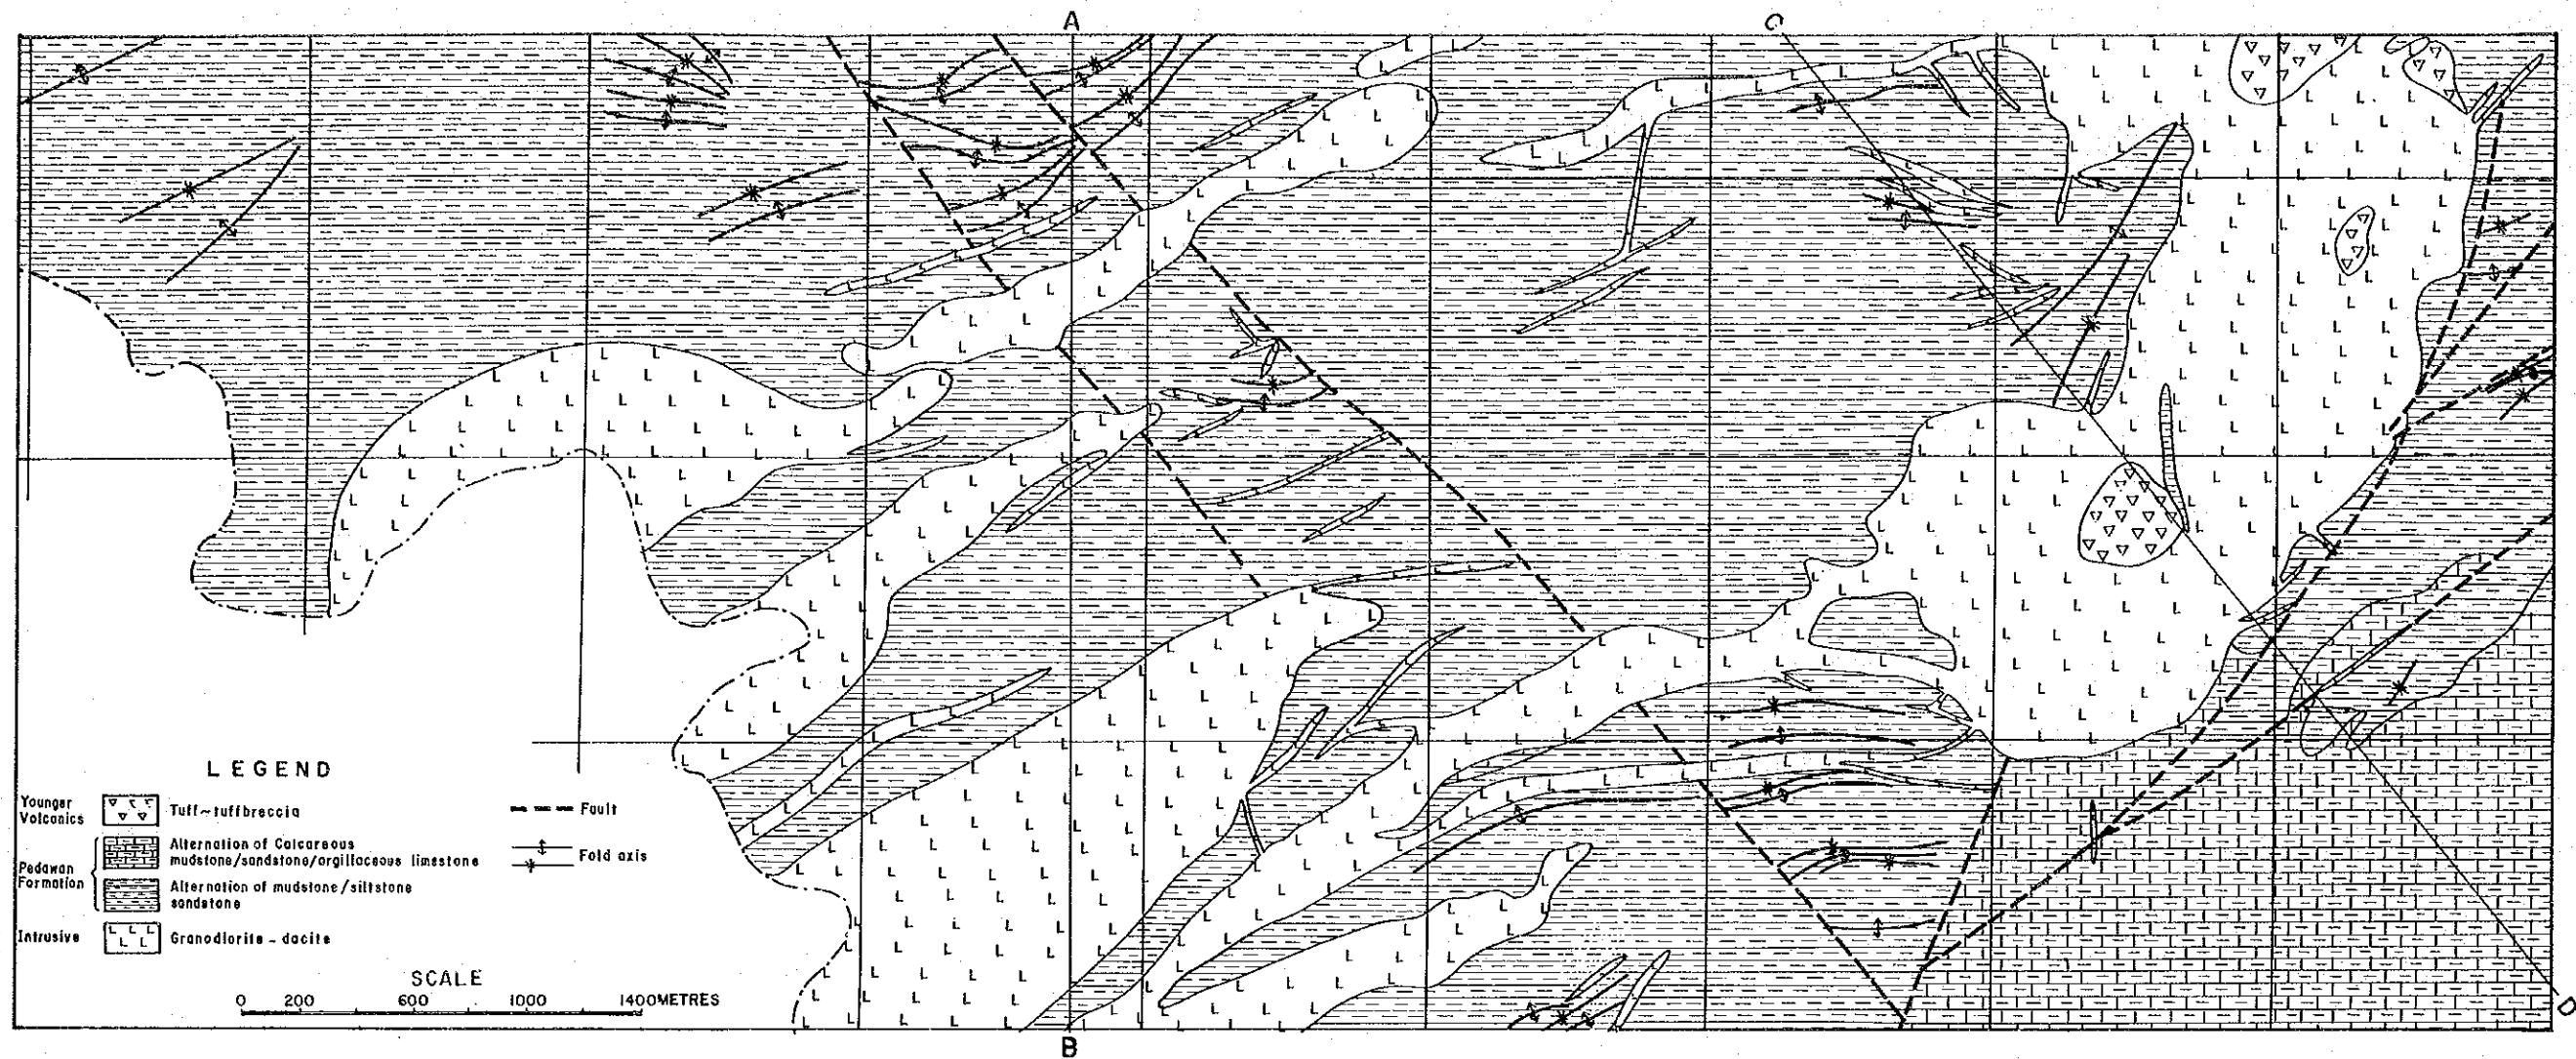 A
C
LEGEND
Younger
Volcanics
Tuff~tuffbreccia
Pedawan
Formation
Alternation of Calcareous
mudstone/sandstone/argillaceous limestone
Alternation of mudstone/siltstone
sandstone
Intrusive
Granodiorite - dacite
Fault
Fold axis
SCALE
0 200 600 1000 1400METRES
B
D